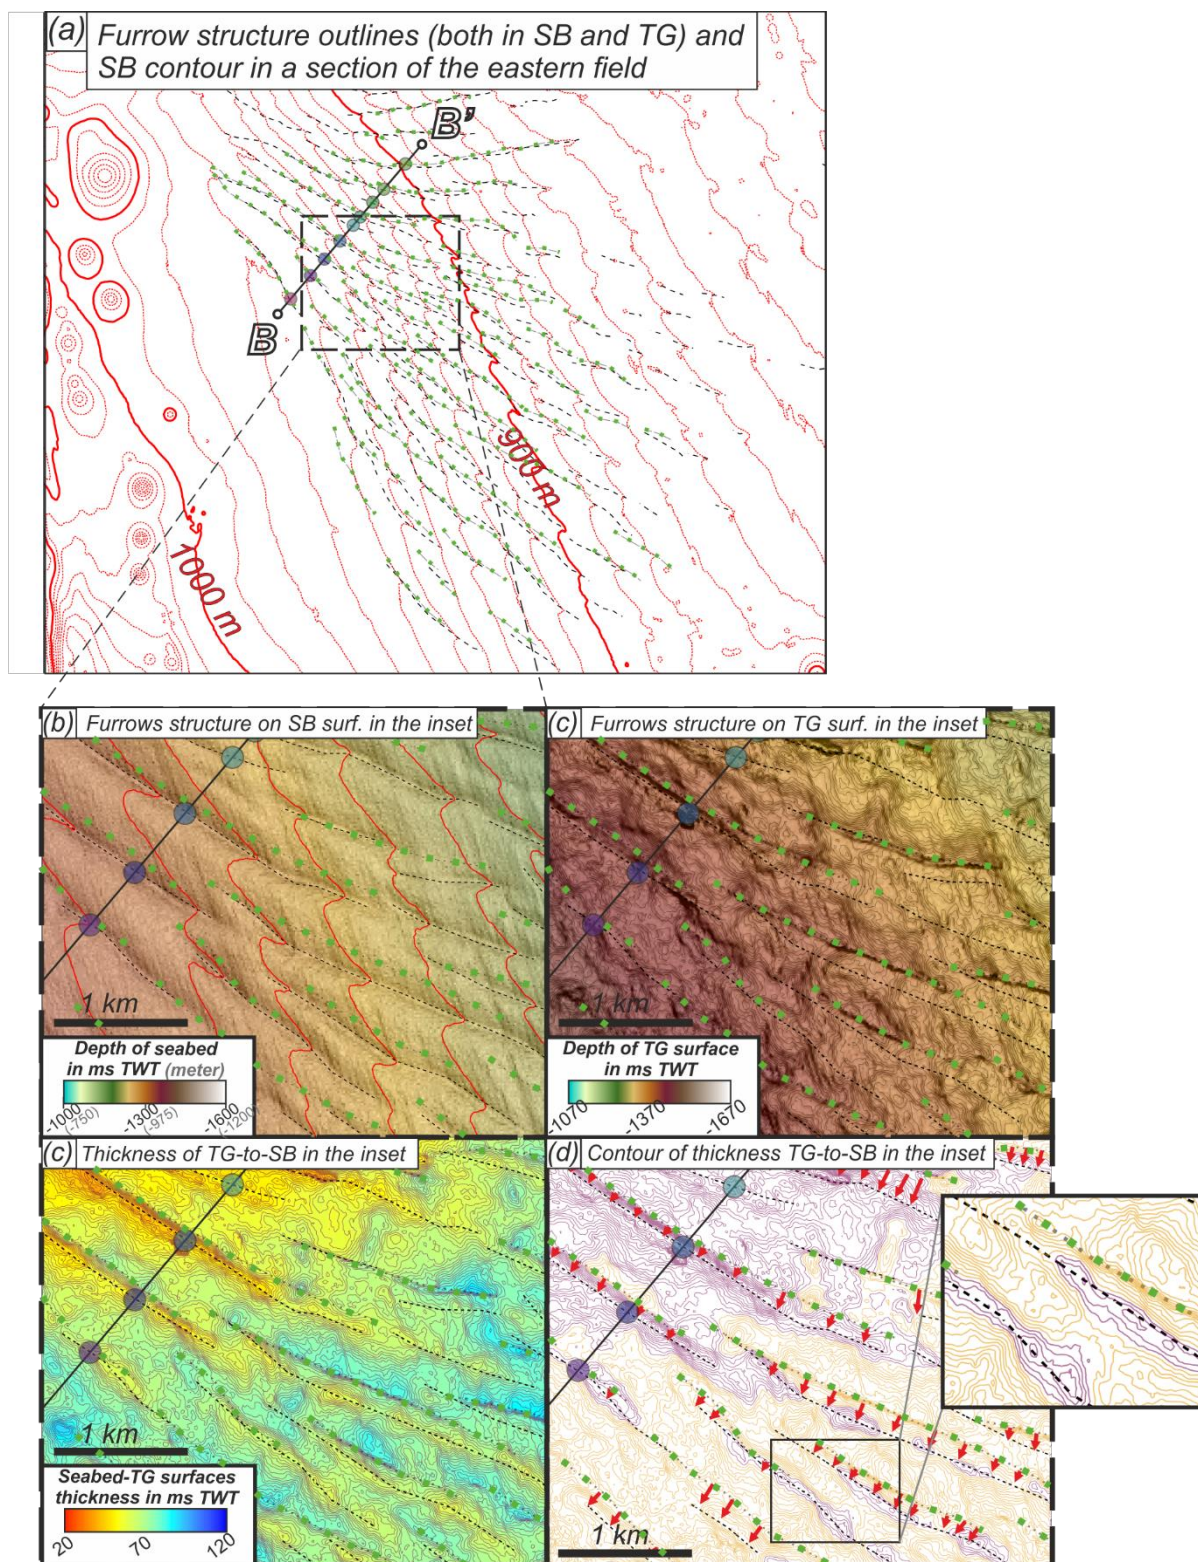 (a) Furrow structure outlines (both in SB and TG) and
SB contour in a section of the eastern field
B'
B
900 m
1000 m
(b) Furrows structure on SB surf. in the inset
(c) Furrows structure on TG surf. in the inset
1 km
1 km
Depth of seabed
in ms TWT (meter)
-1000 -1300 -1600
(-750) (-975) (-1200)
Depth of TG surface
in ms TWT
-1070 -1370 -1670
(c) Thickness of TG-to-SB in the inset
(d) Contour of thickness TG-to-SB in the inset
1 km
Seabed-TG surfaces
thickness in ms TWT
20 70 120
1 km